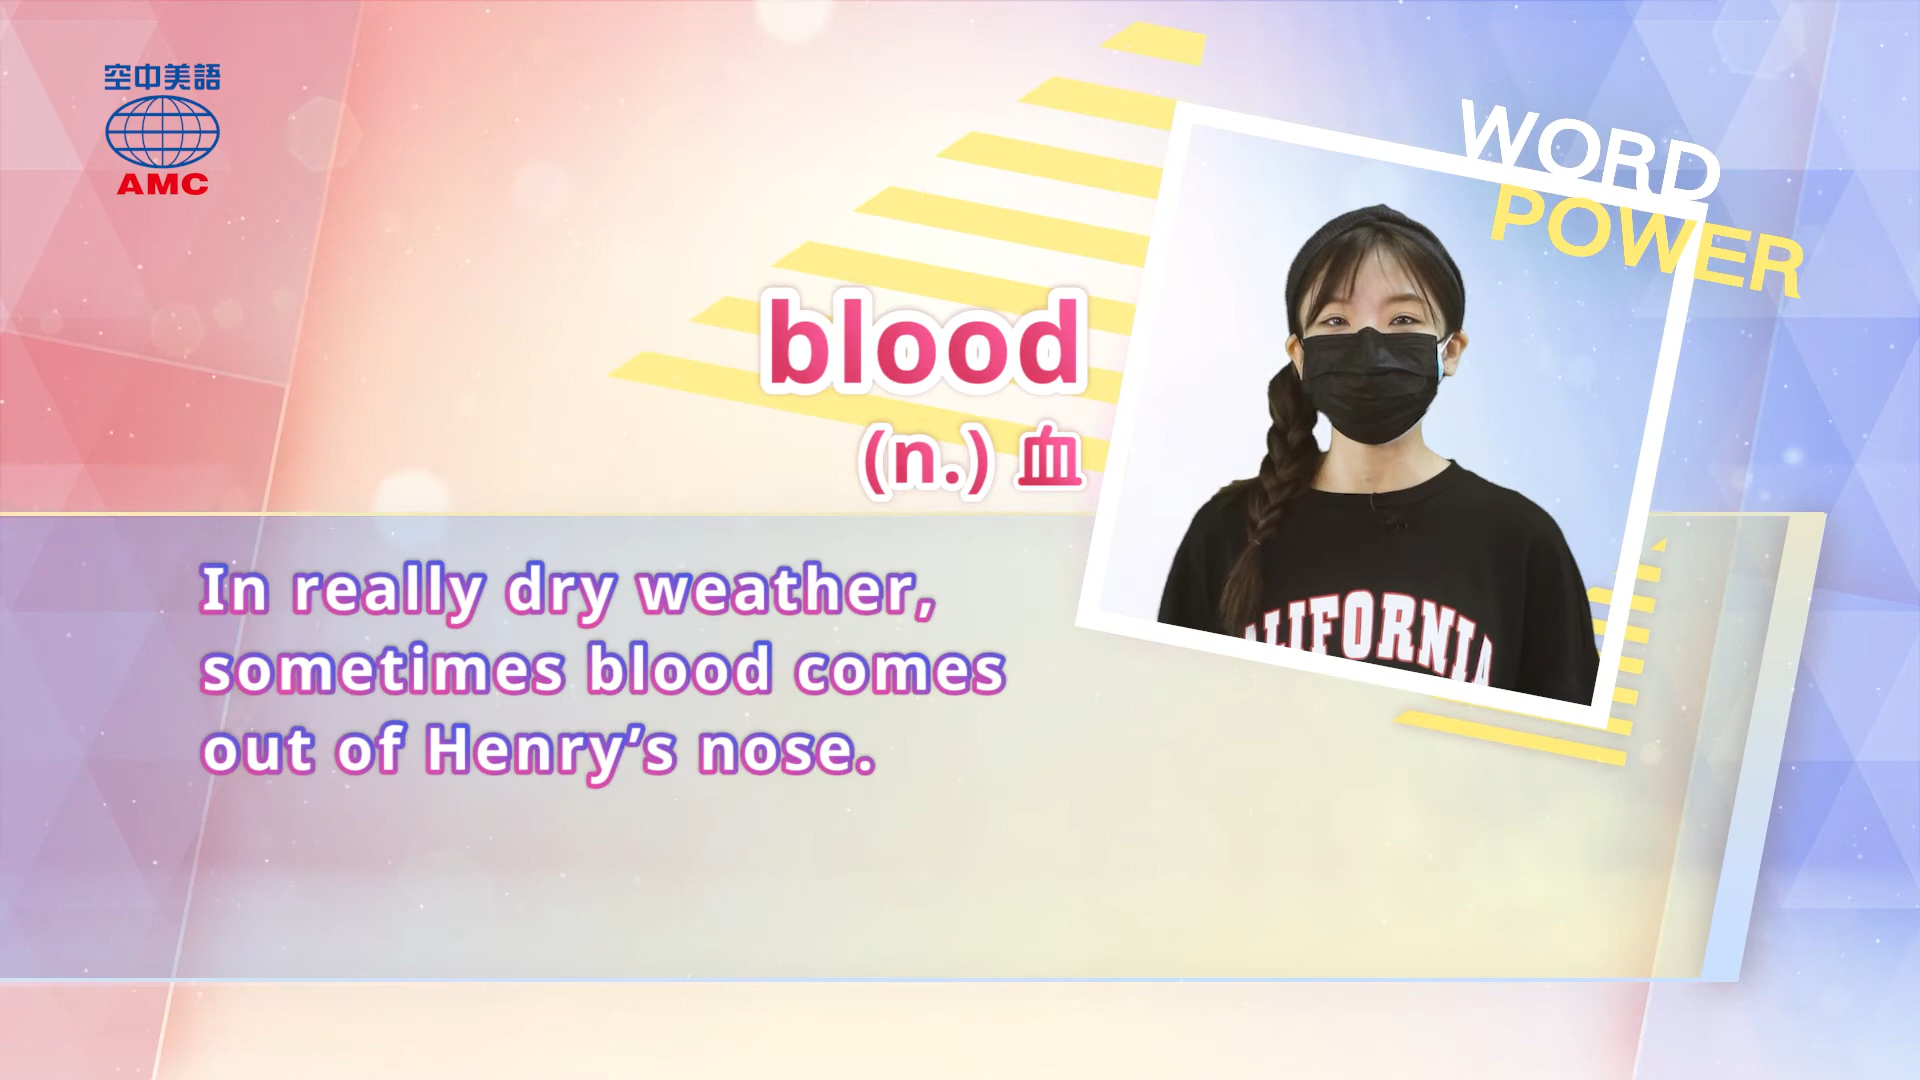 空中美語
AMC
WORD
POWER
blood
(n.) 血
In really dry weather,
sometimes blood comes
out of Henry’s nose.
CALIFORNIA